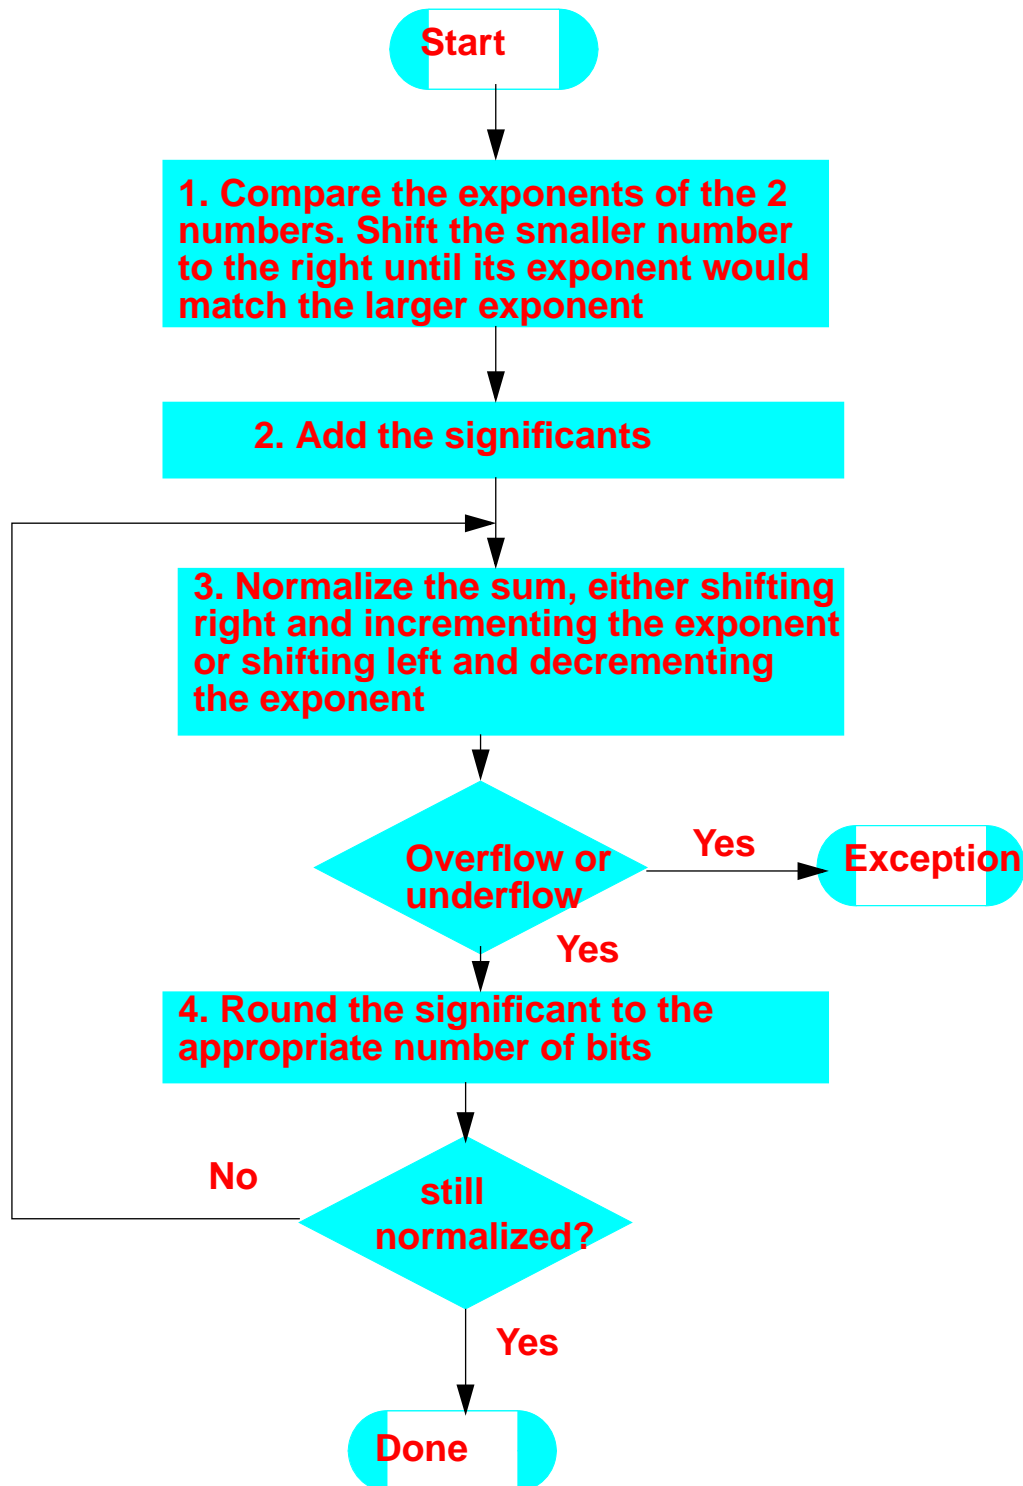 Start
1. Compare the exponents of the 2
numbers. Shift the smaller number
to the right until its exponent would
match the larger exponent
2. Add the significants
3. Normalize the sum, either shifting
right and incrementing the exponent
or shifting left and decrementing
the exponent
Overflow or
underflow
Yes
Exception
Yes
4. Round the significant to the
appropriate number of bits
No
still
normalized?
Yes
Done